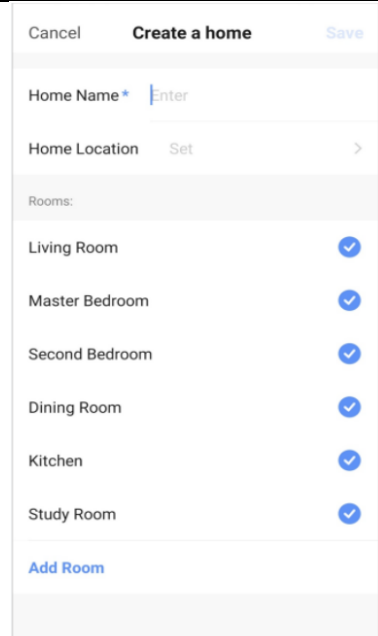 Cancel Create a home Save
Home Name* Enter
Home Location Set
Rooms:
Living Room
Master Bedroom
Second Bedroom
Dining Room
Kitchen
Study Room
Add Room